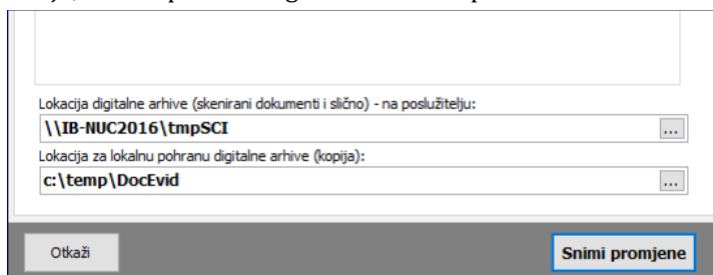 Lokacija digitalne arhive (skenirani dokumenti i slično) - na poslužitelju:
\\IB-NUC2016\tmpSCI
...
Lokacija za lokalnu pohranu digitalne arhive (kopija):
c:\temp\DocEvid
...
Otkaži
Snimi promjene